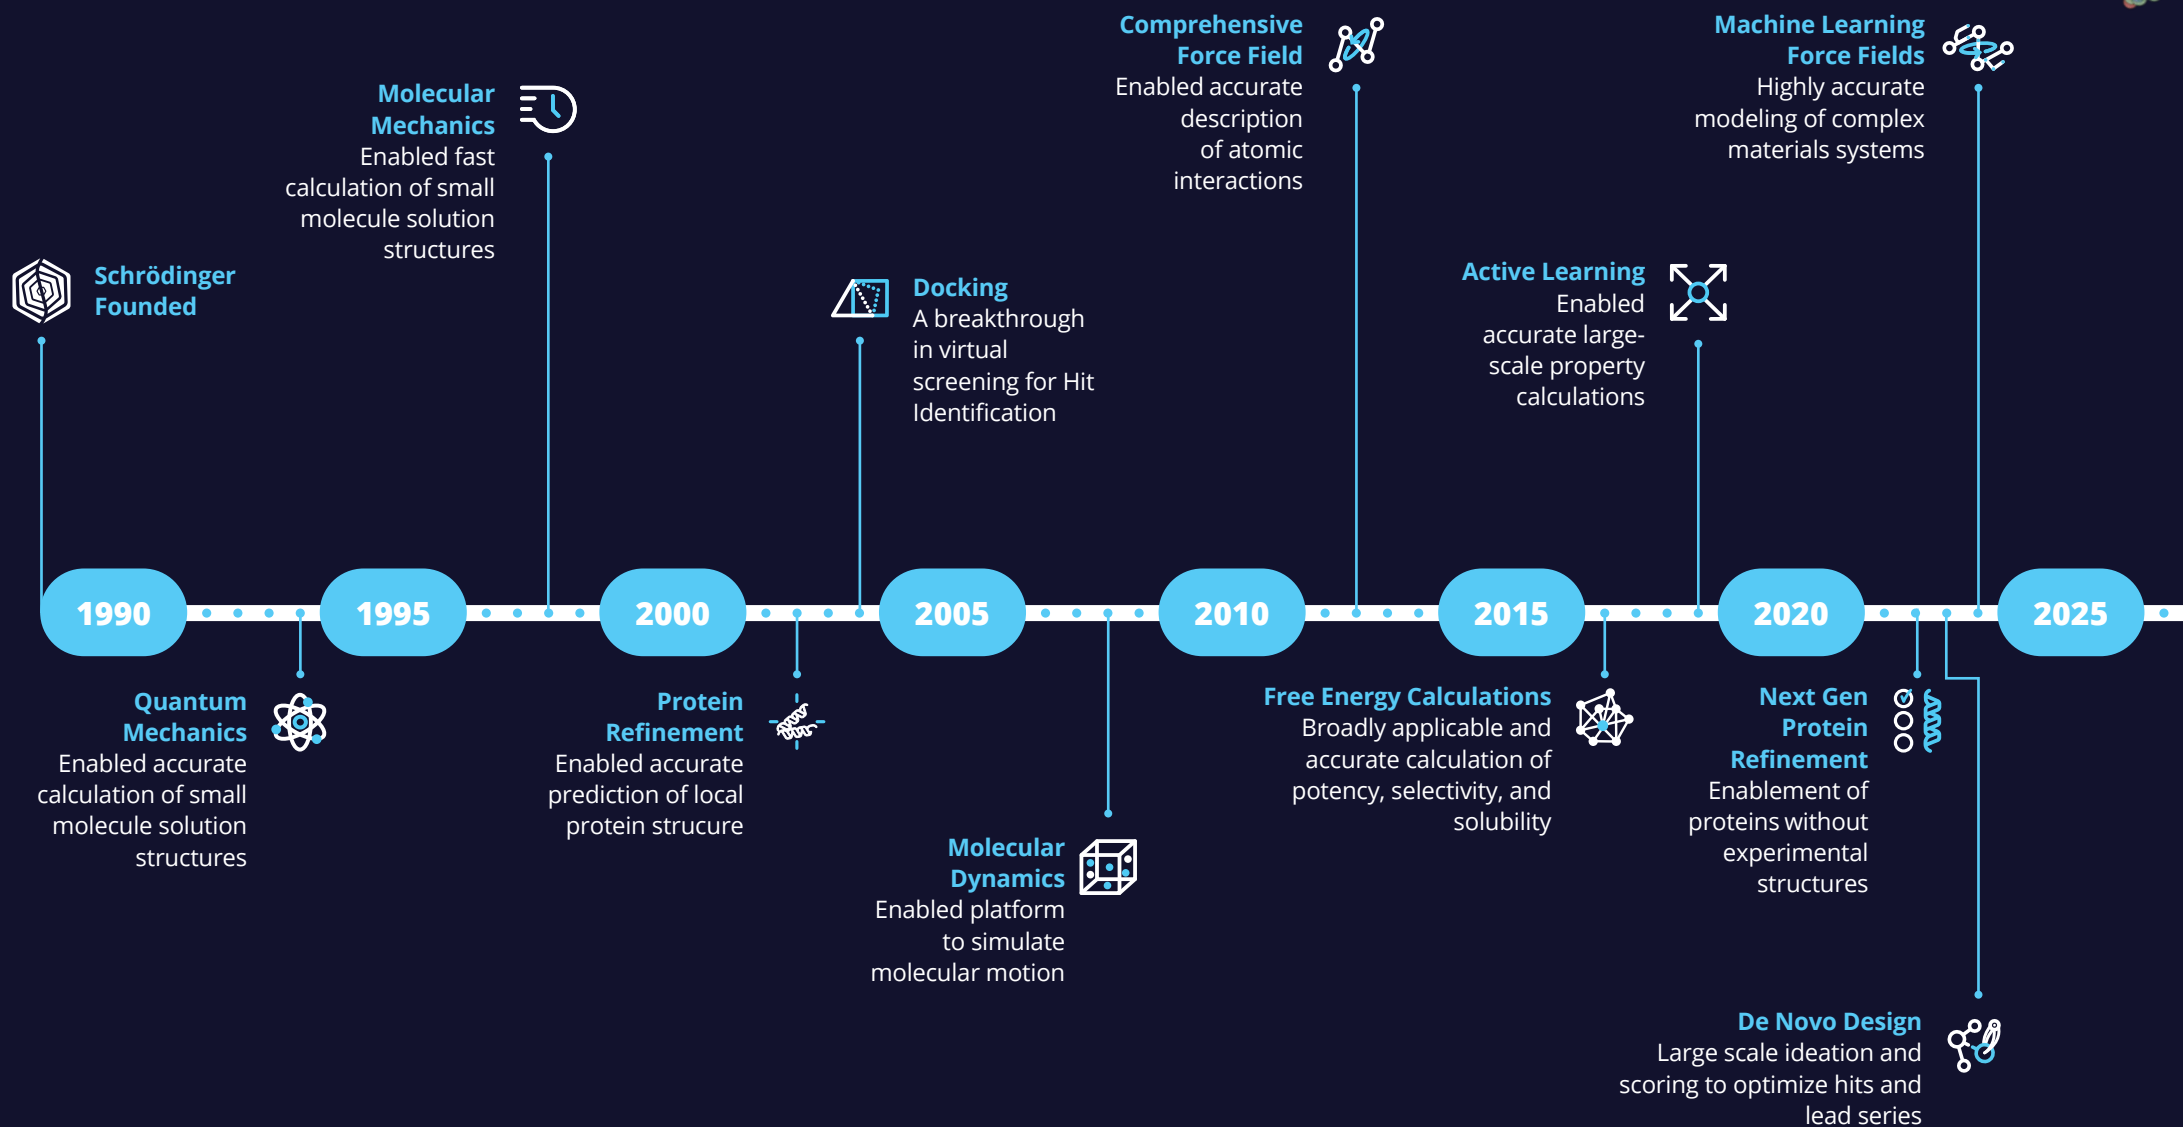 Schrödinger
Founded
Molecular
Mechanics
Enabled fast
calculation of small
molecule solution
structures
Docking
A breakthrough
in virtual
screening for Hit
Identification
Comprehensive
Force Field
Enabled accurate
description
of atomic
interactions
Active Learning
Enabled
accurate large-
scale property
calculations
Machine Learning
Force Fields
Highly accurate
modeling of complex
materials systems
1990
1995
2000
2005
2010
2015
2020
2025
Quantum
Mechanics
Enabled accurate
calculation of small
molecule solution
structures
Protein
Refinement
Enabled accurate
prediction of local
protein strucure
Molecular
Dynamics
Enabled platform
to simulate
molecular motion
Free Energy Calculations
Broadly applicable and
accurate calculation of
potency, selectivity, and
solubility
Next Gen
Protein
Refinement
Enablement of
proteins without
experimental
structures
De Novo Design
Large scale ideation and
scoring to optimize hits and
lead series